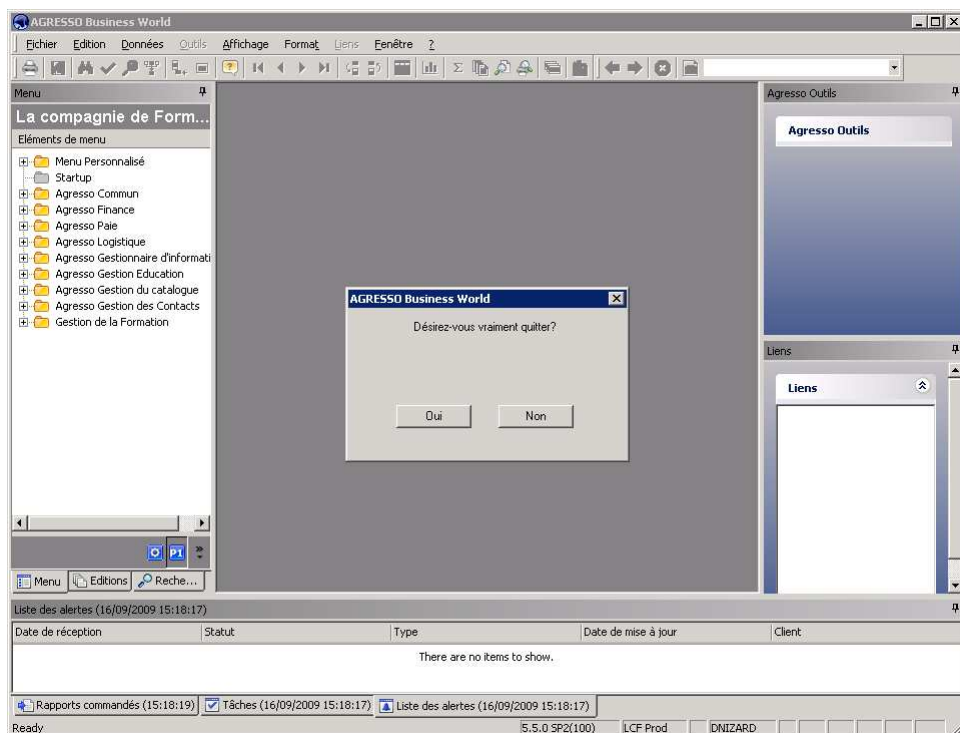 AGRESSO Business World
Fichier Edition Données Outils Affichage Format Liens Fenêtre ?
Menu
La compagnie de Form...
Eléments de menu
Menu Personnalisé
Startup
Agresso Commun
Agresso Finance
Agresso Paie
Agresso Logistique
Agresso Gestionnaire d'informati
Agresso Gestion Education
Agresso Gestion du catalogue
Agresso Gestion des Contacts
Gestion de la Formation
P1
Menu Editions Reche...
AGRESSO Business World
Désirez-vous vraiment quitter?
Oui Non
Agresso Outils
Agresso Outils
Liens
Liens
Liste des alertes (16/09/2009 15:18:17)
Date de réception Statut Type Date de mise à jour Client
There are no items to show.
Rapports commandés (15:18:19) Tâches (16/09/2009 15:18:17) Liste des alertes (16/09/2009 15:18:17)
Ready 5.5.0 SP2(100) LCF Prod DNIZARD